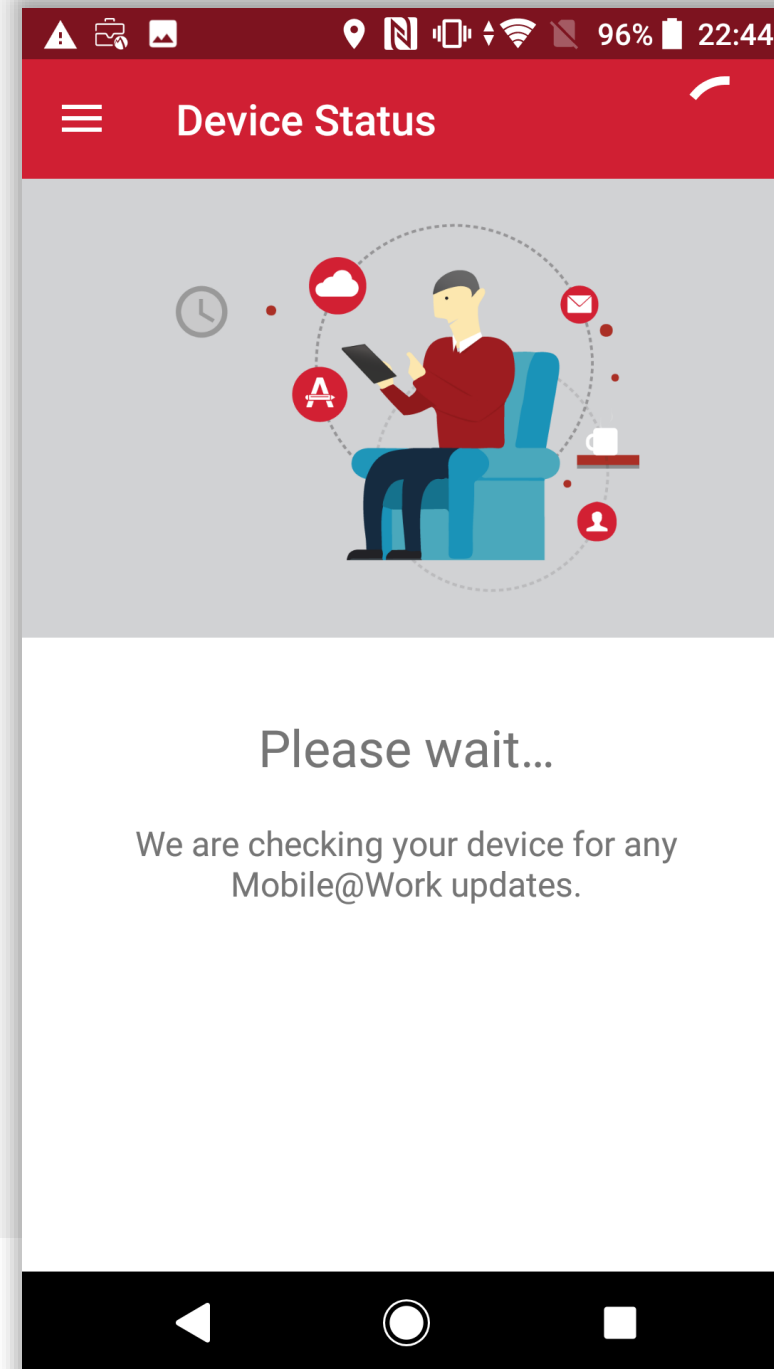 96% 22:44
Device Status
Please wait...
We are checking your device for any
Mobile@Work updates.